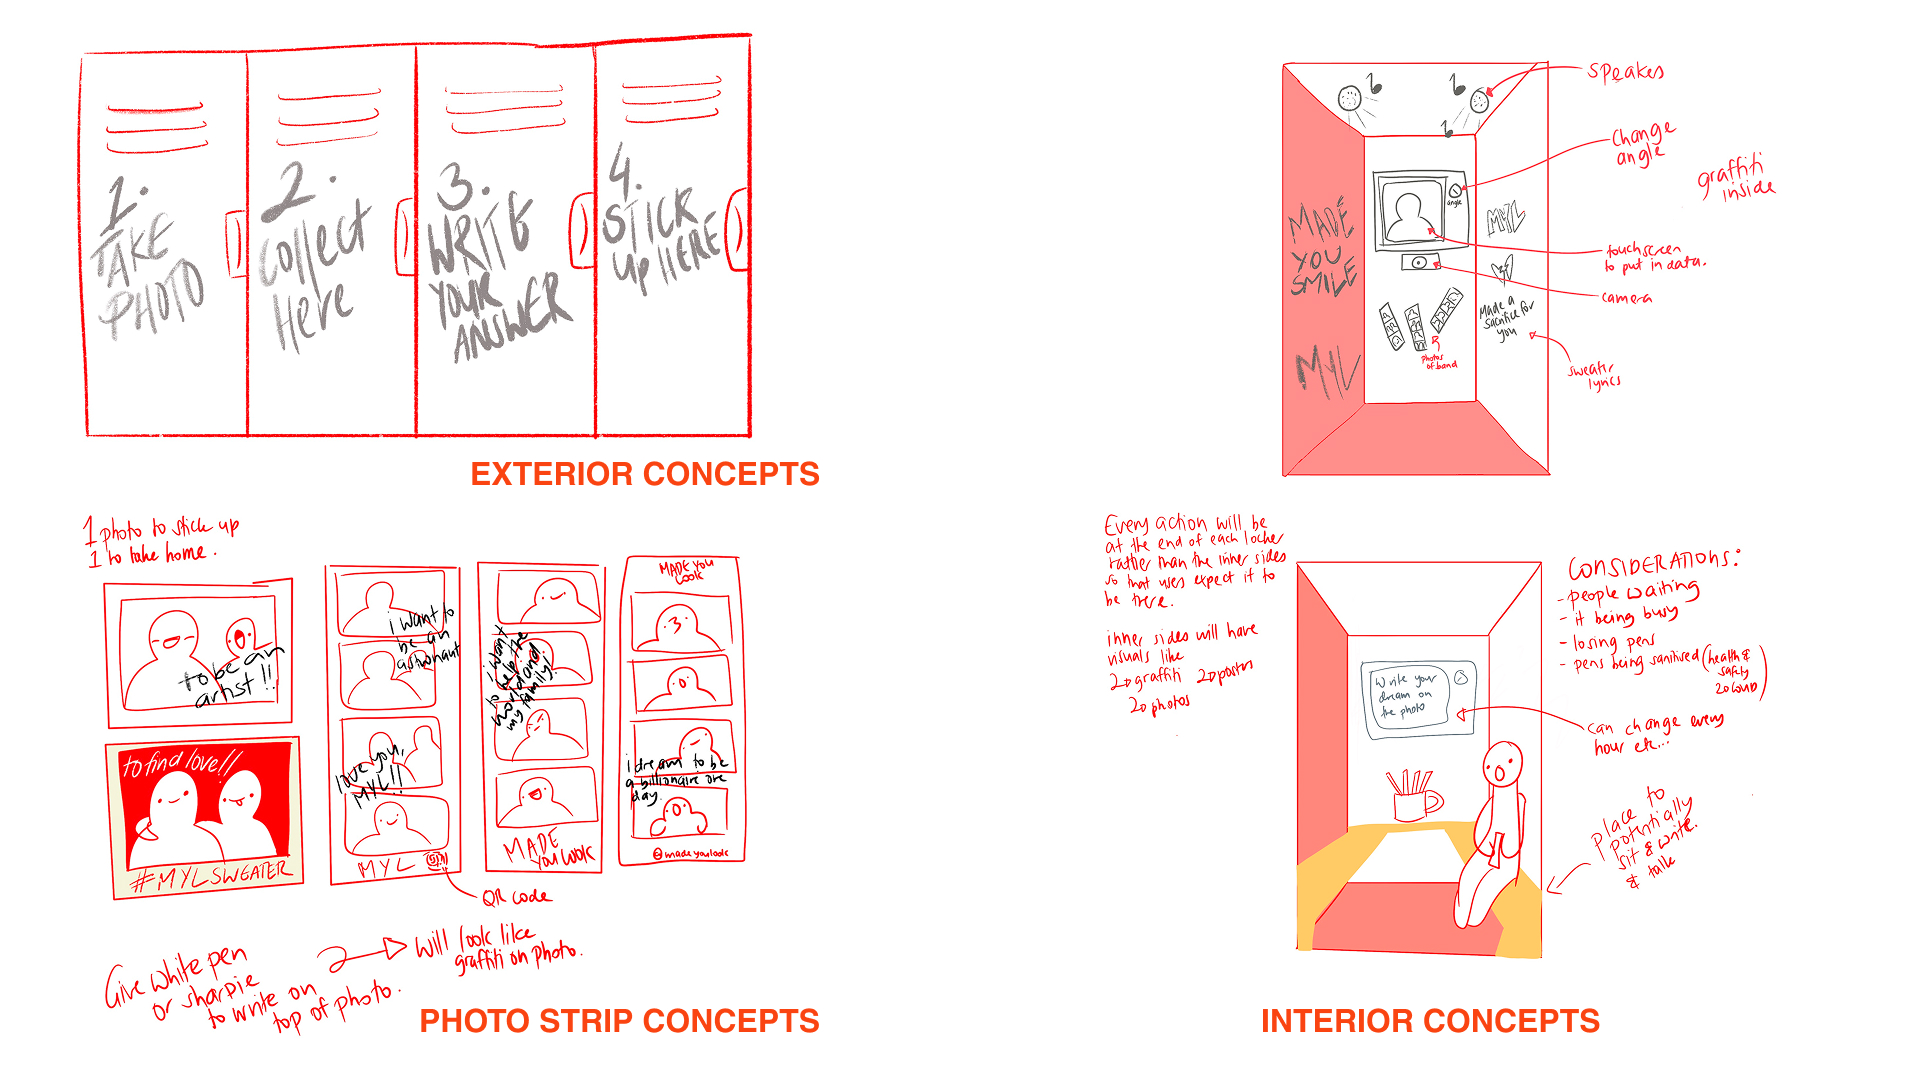 1.
TAKE
PHOTO
2.
Collect
Here
3.
WRITE
YOUR
ANSWER
4.
STICK
UP HERE
EXTERIOR CONCEPTS
1 photo to stick up
1 to take home.
to be an
artist!!
to find love!!
#MYLSWEATER
i want to
be an
astronaut
love you,
MYL!!
MYL
QR code
i want
to help the
world and
my family!
MADE
YOU LOOK
MADE YOU
LOOK
i dream to be
a billionaire one
day.
@madeyoulook
Give white pen
or sharpie
to write on
top of photo.
will look like
graffiti on photo.
PHOTO STRIP CONCEPTS
speakes
change
angle
angle
graffiti
inside
MADE
YOU
SMILE
MYL
MYL
touchscreen
to put in data.
camera
Made a
sacrifice for
you
photos
of band
sweater
lyrics
Every action will be
at the end of each locker
rather than the inner sides
so that uses expect it to
be there.
inner sides will have
visuals like
graffiti
posters
photos
CONSIDERATIONS:
- people waiting
- it being busy
- losing pens
- pens being sanitised (health &
safety
covid)
Write your
dream on
the photo
can change every
hour etc...
place to
potentially
sit & write
& talk
INTERIOR CONCEPTS